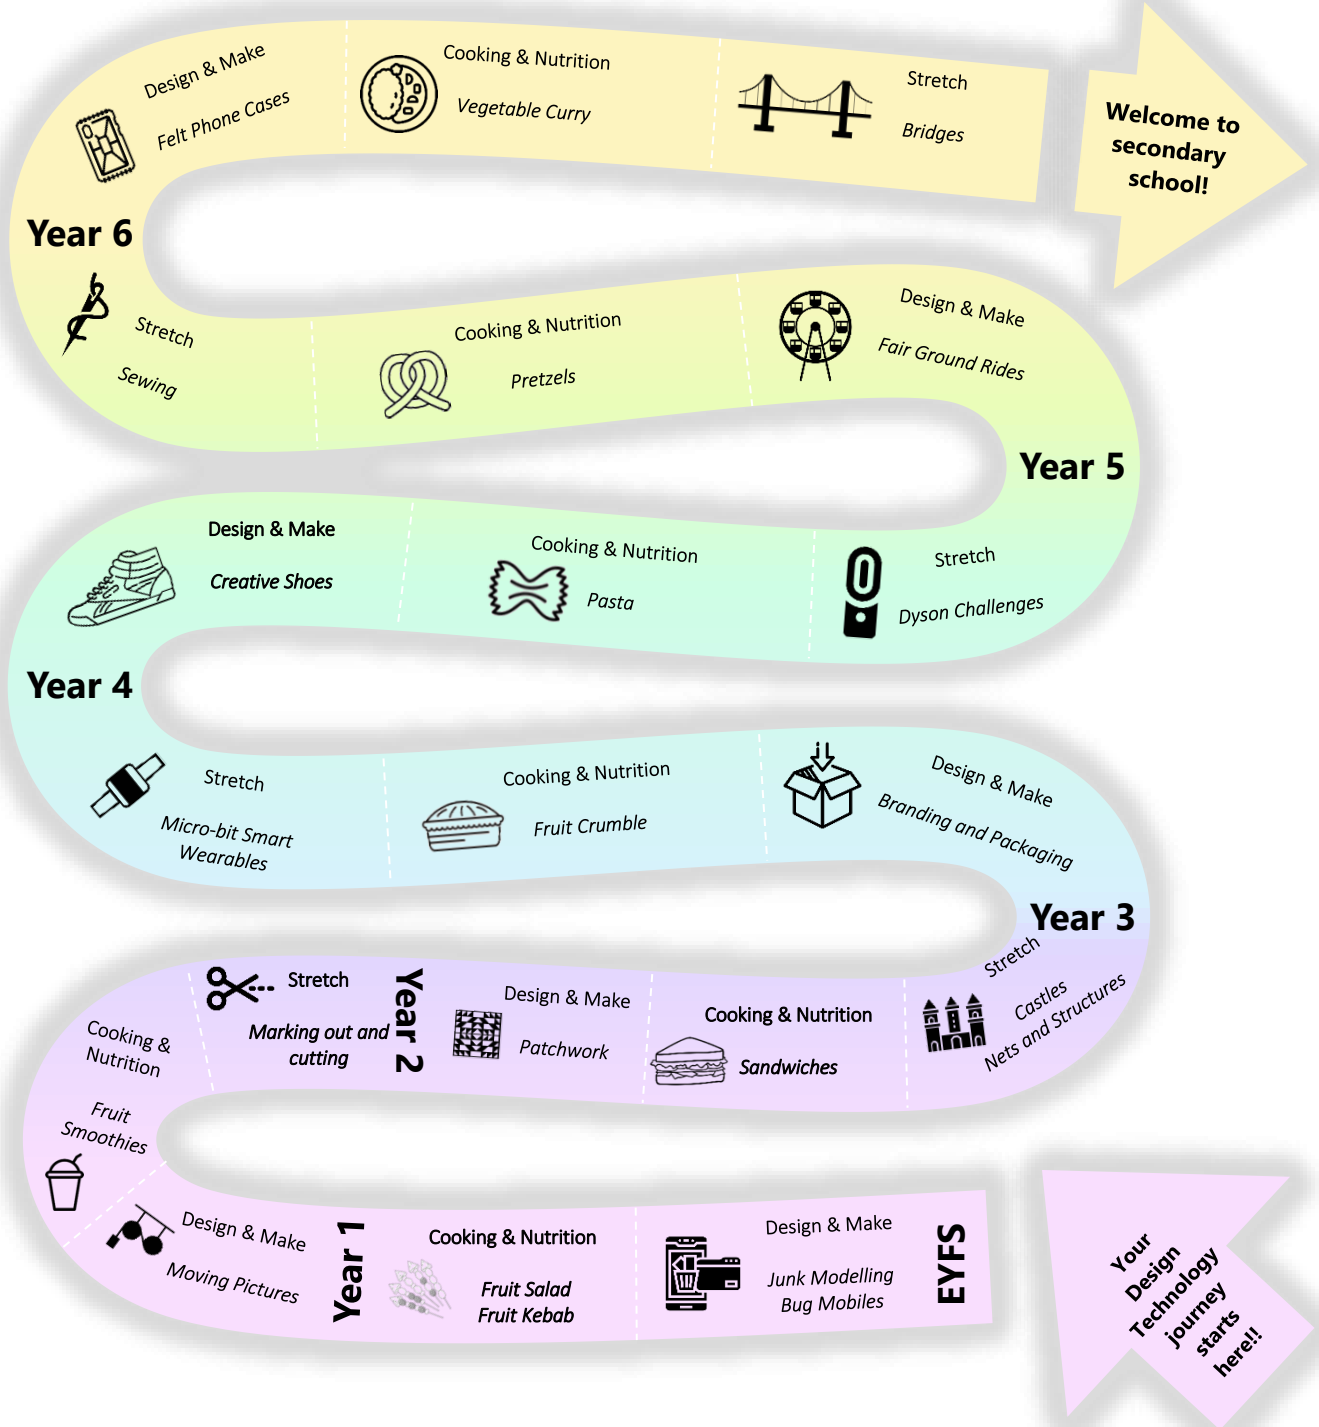 Design & Make
Felt Phone Cases
Cooking & Nutrition
Vegetable Curry
Stretch
Bridges
Welcome to
secondary
school!
Year 6
Stretch
Sewing
Cooking & Nutrition
Pretzels
Design & Make
Fair Ground Rides
Year 5
Design & Make
Creative Shoes
Cooking & Nutrition
Pasta
Stretch
Dyson Challenges
Year 4
Stretch
Micro-bit Smart
Wearables
Cooking & Nutrition
Fruit Crumble
Design & Make
Branding and Packaging
Year 3
Stretch
Castles
Nets and Structures
Cooking & Nutrition
Sandwiches
Design & Make
Patchwork
Year 2
Stretch
Marking out and
cutting
Cooking &
Nutrition
Fruit
Smoothies
Design & Make
Moving Pictures
Year 1
Cooking & Nutrition
Fruit Salad
Fruit Kebab
Design & Make
Junk Modelling
Bug Mobiles
EYFS
Your
Design
Technology
journey
starts
here!!